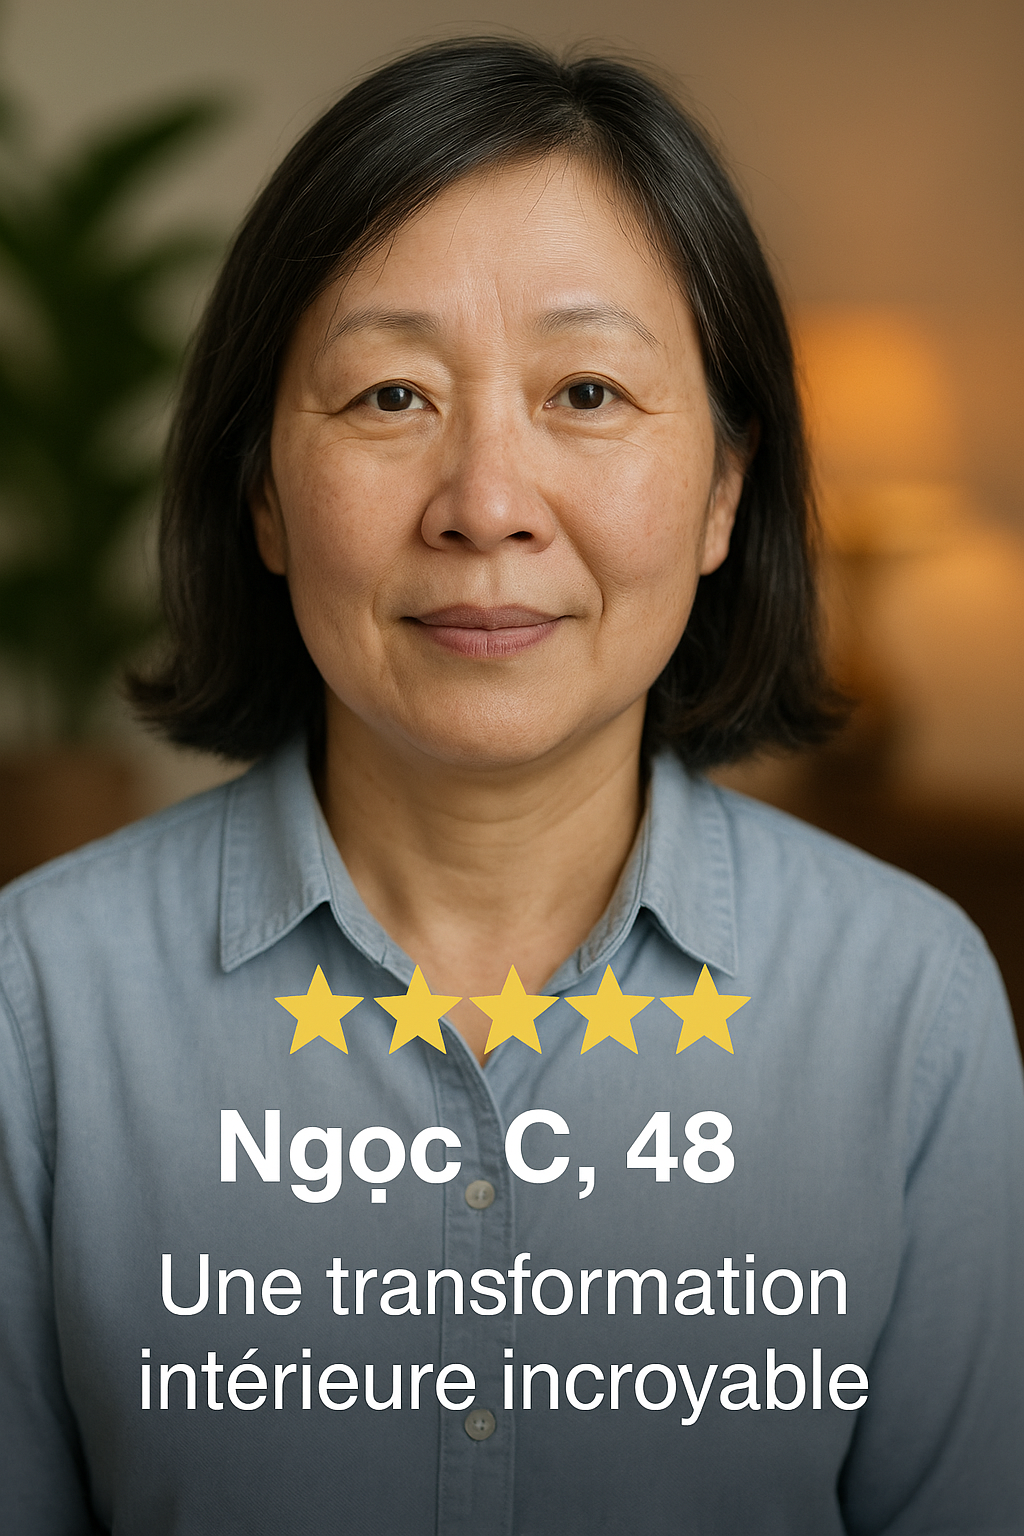 Ngọc C, 48
Une transformation
intérieure incroyable